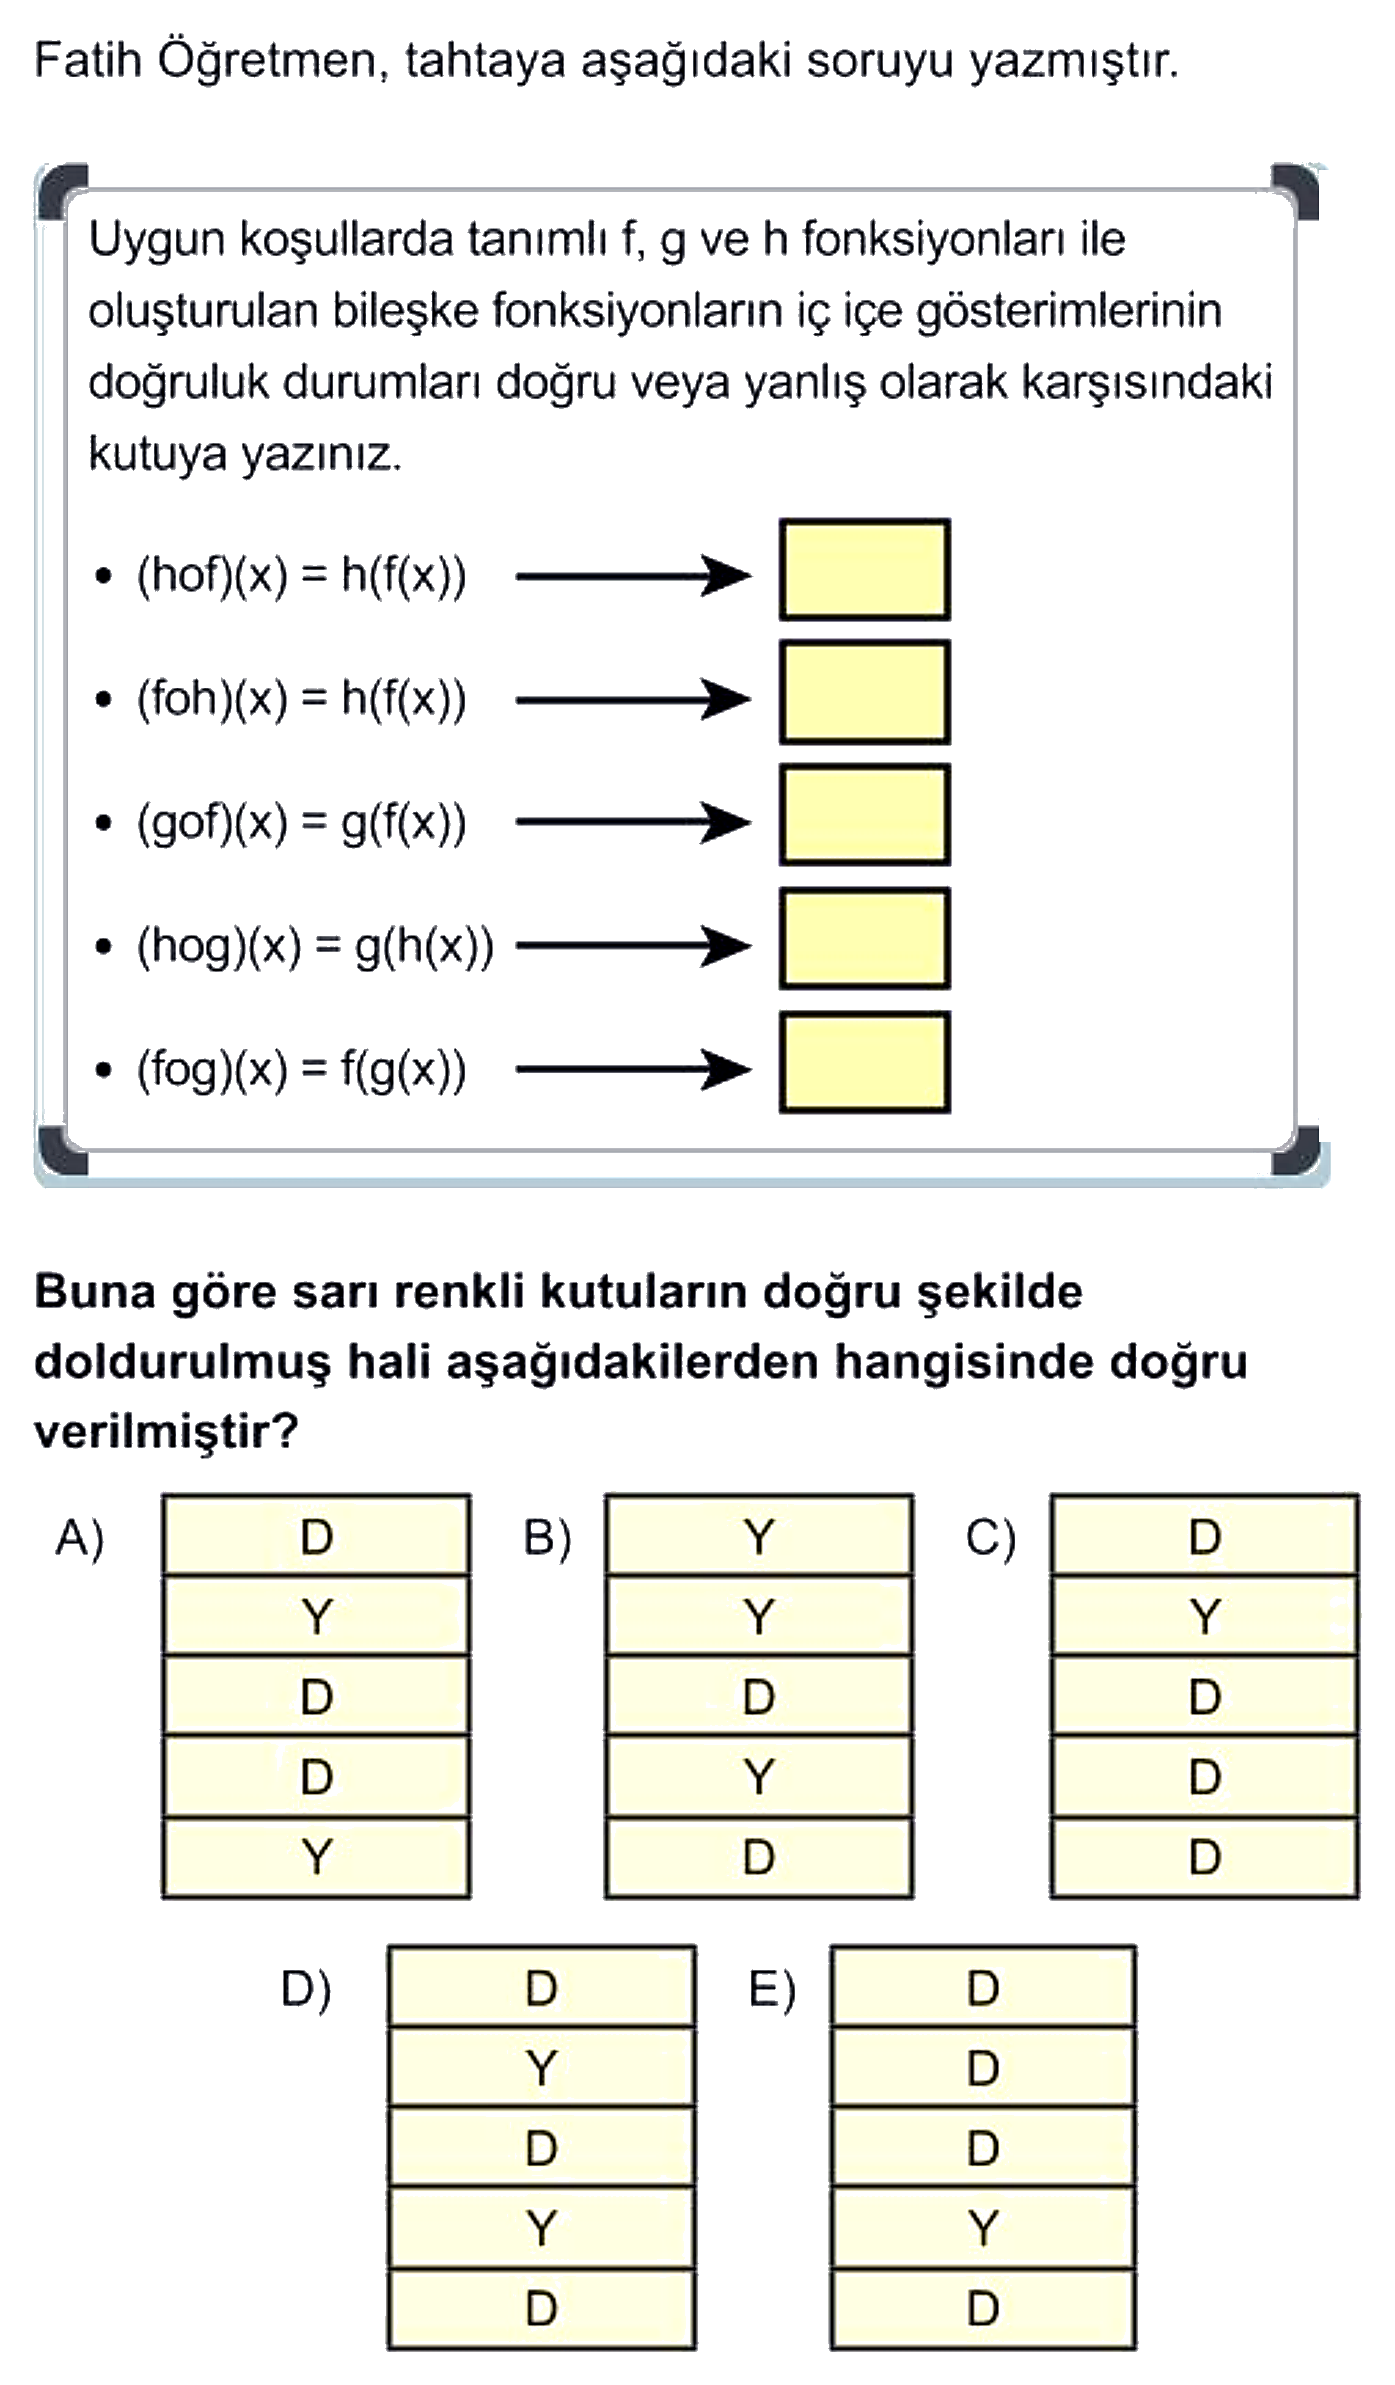 Fatih Öğretmen, tahtaya aşağıdaki soruyu yazmıştır.
Uygun koşullarda tanımlı f, g ve h fonksiyonları ile
oluşturulan bileşke fonksiyonların iç içe gösterimlerinin
doğruluk durumları doğru veya yanlış olarak karşısındaki
kutuya yazınız.
• (hof)(x) = h(f(x))
• (foh)(x) = h(f(x))
• (gof)(x) = g(f(x))
• (hog)(x) = g(h(x))
• (fog)(x) = f(g(x))
Buna göre sarı renkli kutuların doğru şekilde
doldurulmuş hali aşağıdakilerden hangisinde doğru
verilmiştir?
A) D
Y
D
D
Y
B) Y
Y
D
Y
D
C) D
Y
D
D
D
D) D
Y
D
Y
D
E) D
D
D
Y
D